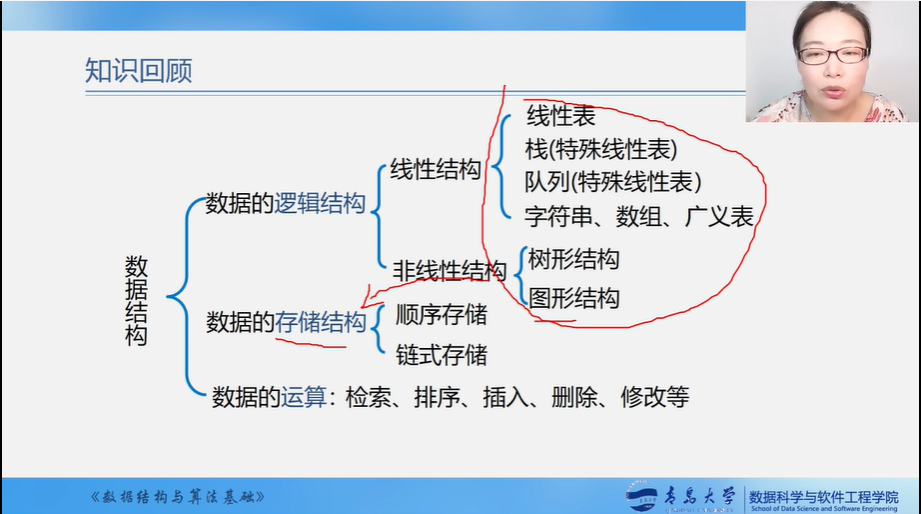 知识回顾
线性表
栈(特殊线性表)
线性结构
队列(特殊线性表)
数据的逻辑结构
字符串、数组、广义表
树形结构
非线性结构
数据结构
图形结构
顺序存储
数据的存储结构
链式存储
数据的运算：检索、排序、插入、删除、修改等
《数据结构与算法基础》
青岛大学
数据科学与软件工程学院
School of Data Science and Software Engineering